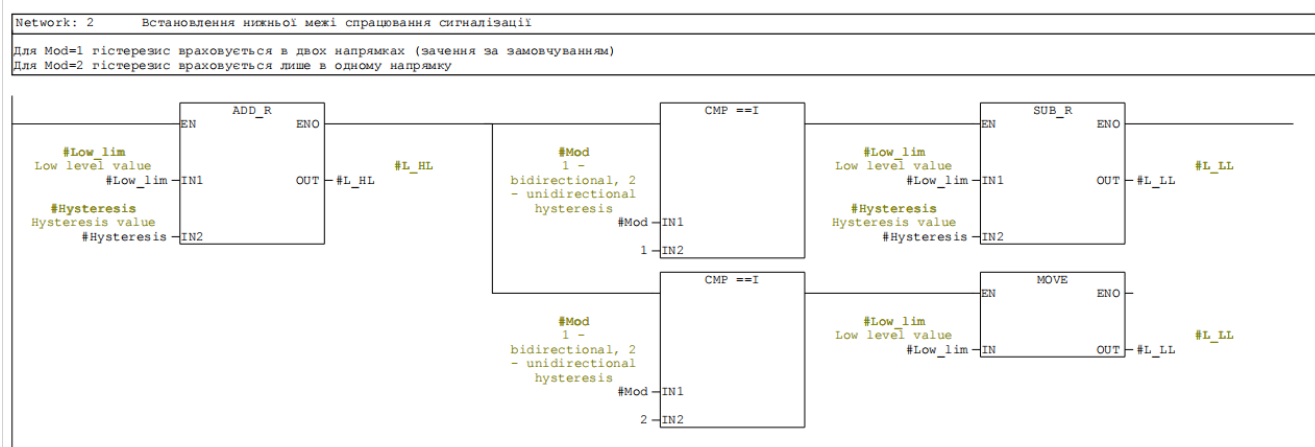 Network: 2 Встановлення нижньої межі спрацювання сигналізації
Для Mod=1 гістерезис враховується в двох напрямках (зачення за замовчуванням)
Для Mod=2 гістерезис враховується лише в одному напрямку
ADD_R
EN ENO
#Low_lim
Low level value
#Low_lim IN1
OUT #L_HL
#L_HL
#Hysteresis
Hysteresis value
#Hysteresis IN2
CMP ==I
#Mod
1 -
bidirectional, 2
- unidirectional
hysteresis
#Mod IN1
1 IN2
SUB_R
EN ENO
#Low_lim
Low level value
#Low_lim IN1
OUT #L_LL
#L_LL
#Hysteresis
Hysteresis value
#Hysteresis IN2
CMP ==I
#Mod
1 -
bidirectional, 2
- unidirectional
hysteresis
#Mod IN1
2 IN2
MOVE
EN ENO
#Low_lim
Low level value
#Low_lim IN
OUT #L_LL
#L_LL